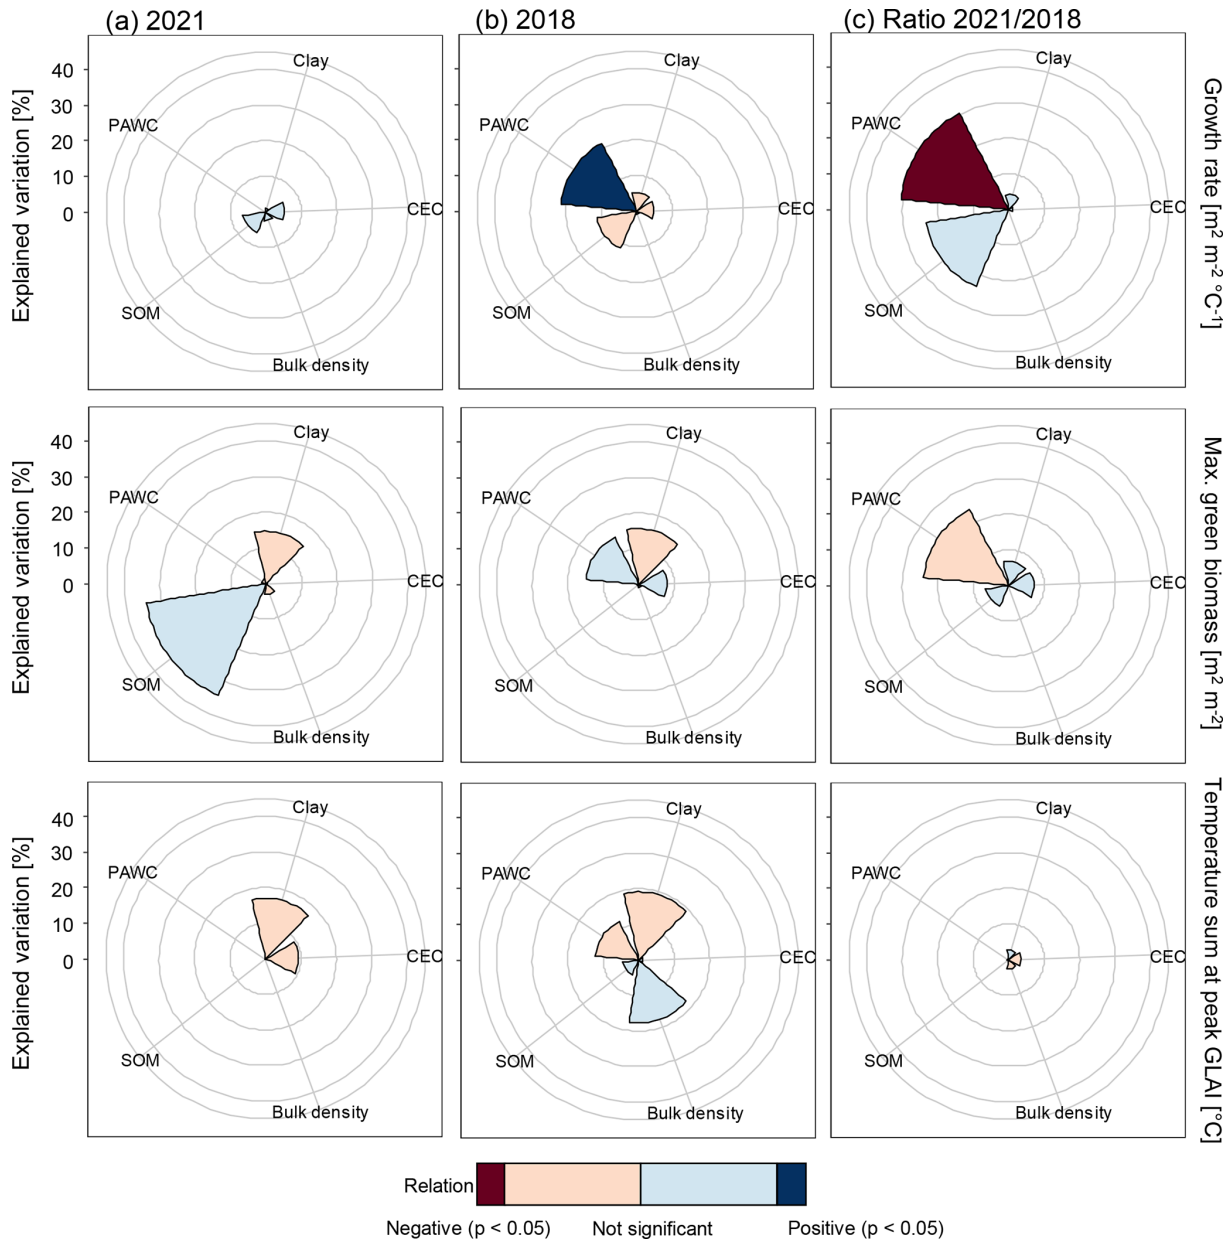 (a) 2021
(b) 2018
(c) Ratio 2021/2018
Explained variation [%]
40
30
20
10
0
Clay
PAWC
CEC
SOM
Bulk density
Clay
PAWC
CEC
SOM
Bulk density
Clay
PAWC
CEC
SOM
Bulk density
Growth rate [m² m⁻² °C⁻¹]
Explained variation [%]
40
30
20
10
0
Clay
PAWC
CEC
SOM
Bulk density
Clay
PAWC
CEC
SOM
Bulk density
Clay
PAWC
CEC
SOM
Bulk density
Max. green biomass [m² m⁻²]
Explained variation [%]
40
30
20
10
0
Clay
PAWC
CEC
SOM
Bulk density
Clay
PAWC
CEC
SOM
Bulk density
Clay
PAWC
CEC
SOM
Bulk density
Temperature sum at peak GLAI [°C]
Relation
Negative (p < 0.05)
Not significant
Positive (p < 0.05)